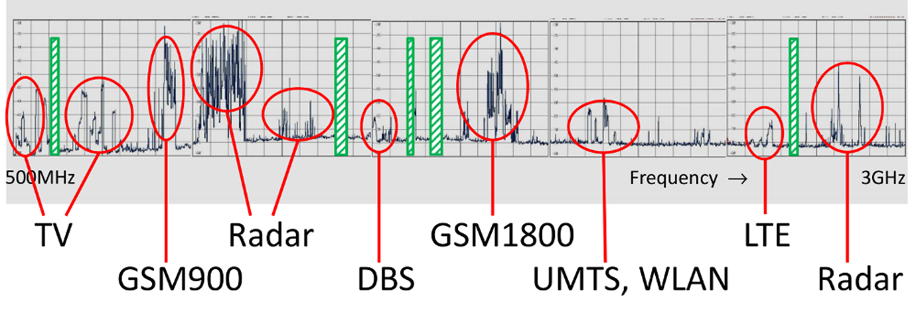 500MHz
Frequency →
3GHz
TV
Radar
GSM1800
LTE
GSM900
DBS
UMTS, WLAN
Radar